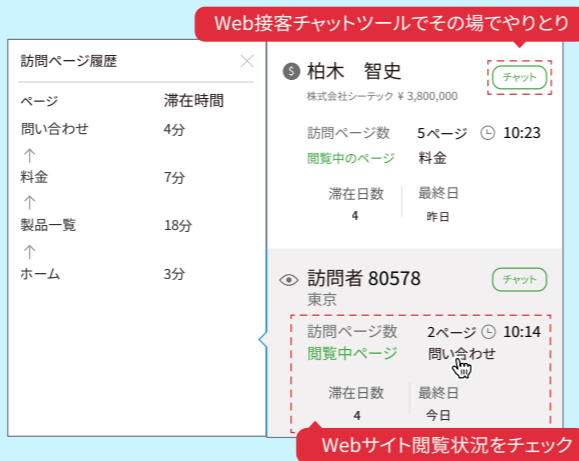 Web接客チャットツールでその場でやりとり
訪問ページ履歴
ページ 滞在時間
問い合わせ 4分
↑
料金 7分
↑
製品一覧 18分
↑
ホーム 3分
$ 柏木 智史 チャット
株式会社シーテック ¥ 3,800,000
訪問ページ数 5ページ 10:23
閲覧中のページ 料金
滞在日数 最終日
4 昨日
訪問者 80578 チャット
東京
訪問ページ数 2ページ 10:14
閲覧中ページ 問い合わせ
滞在日数 最終日
4 今日
Webサイト閲覧状況をチェック